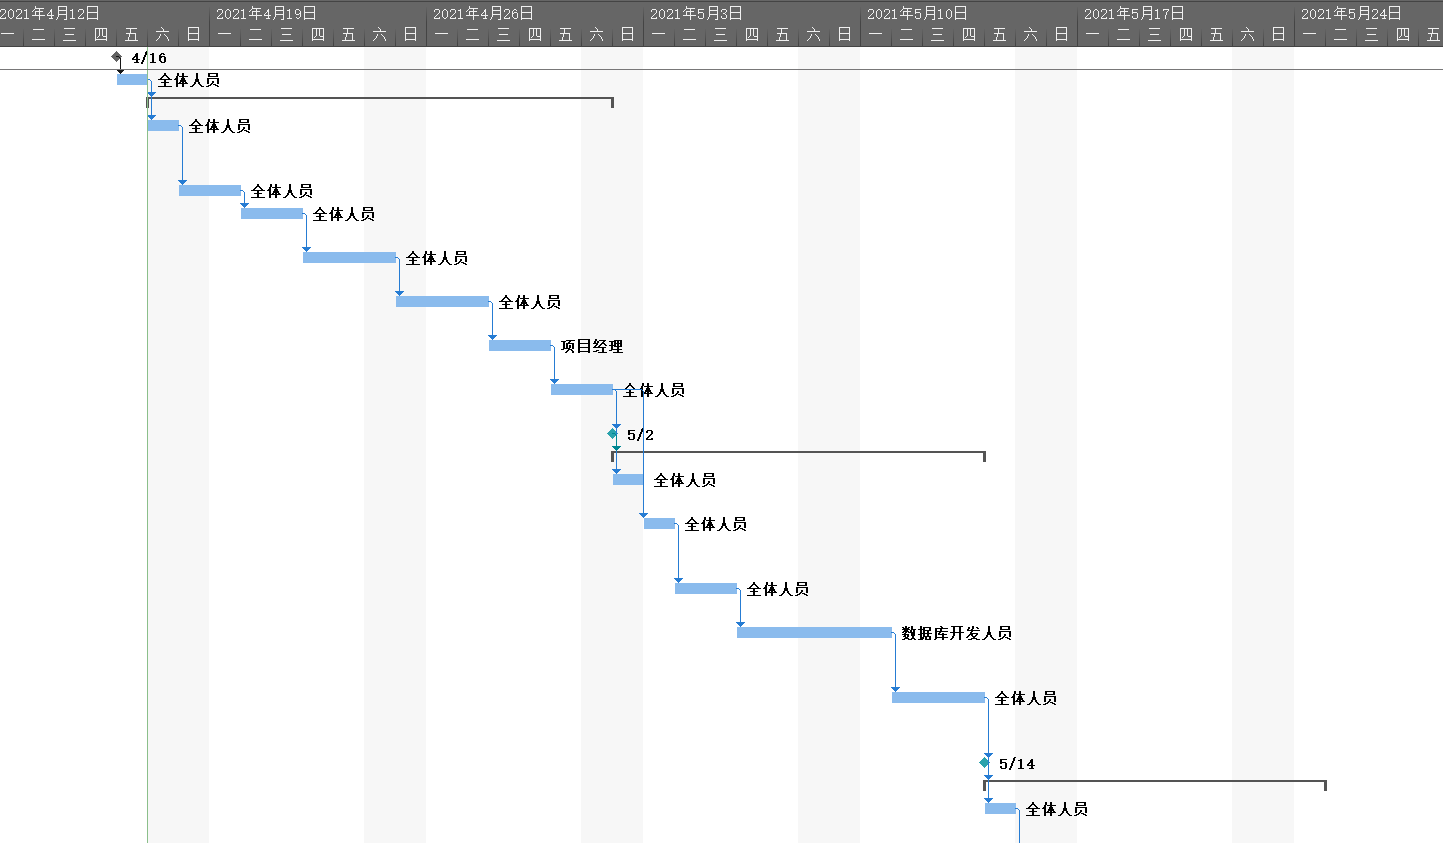 2021年4月12日 2021年4月19日 2021年4月26日 2021年5月3日 2021年5月10日 2021年5月17日 2021年5月24日
一 二 三 四 五 六 日 一 二 三 四 五 六 日 一 二 三 四 五 六 日 一 二 三 四 五 六 日 一 二 三 四 五 六 日 一 二 三 四 五 六 日 一 二 三 四 五
4/16
全体人员
全体人员
全体人员
全体人员
全体人员
全体人员
项目经理
全体人员
5/2
全体人员
全体人员
全体人员
数据库开发人员
全体人员
5/14
全体人员